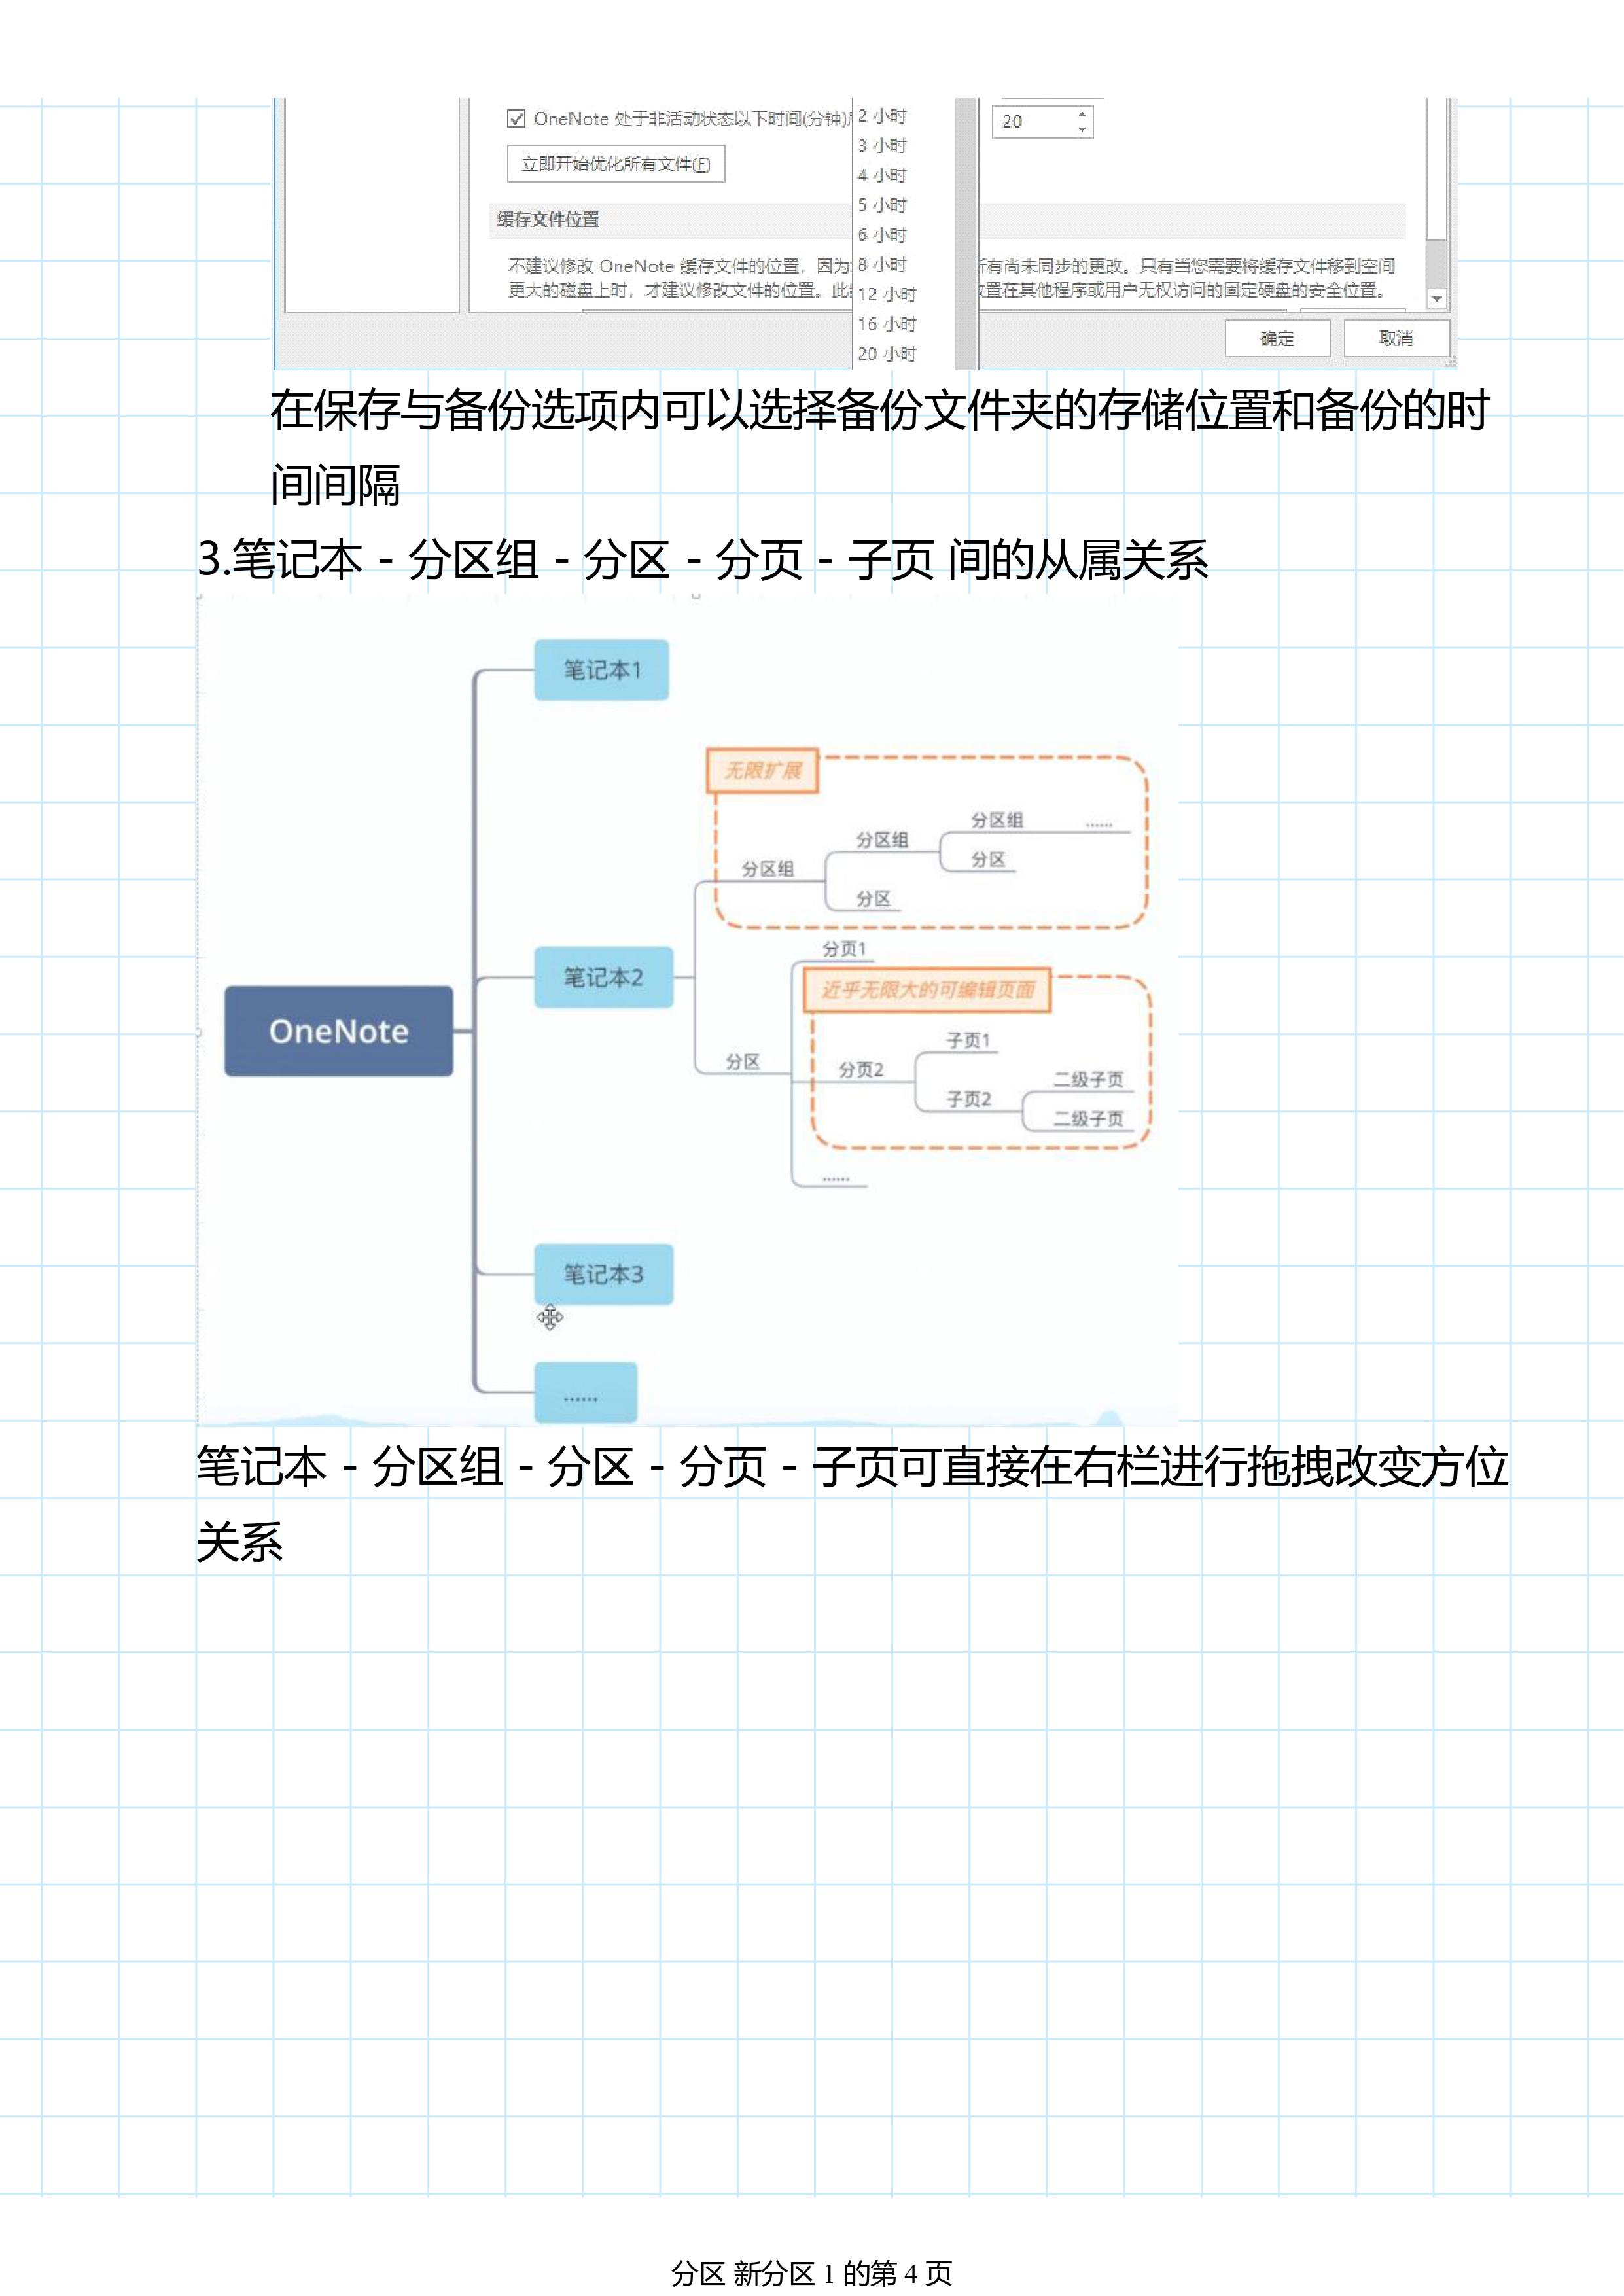 OneNote 处于非活动状态以下时间(分钟)
20
立即开始优化所有文件(F)
2 小时
3 小时
4 小时
5 小时
6 小时
8 小时
12 小时
16 小时
20 小时
缓存文件位置
不建议修改 OneNote 缓存文件的位置，因为
有尚未同步的更改。只有当您需要将缓存文件移到空间
更大的磁盘上时，才建议修改文件的位置。此
置在其他程序或用户无权访问的固定硬盘的安全位置。
确定
取消
在保存与备份选项内可以选择备份文件夹的存储位置和备份的时
间间隔
3.笔记本 - 分区组 - 分区 - 分页 - 子页 间的从属关系
OneNote
笔记本1
笔记本2
无限扩展
分区组
分区组
分区组
......
分区
分区
分区
分页1
近乎无限大的可编辑页面
分页2
子页1
子页2
二级子页
二级子页
......
笔记本3
......
笔记本 - 分区组 - 分区 - 分页 - 子页可直接在右栏进行拖拽改变方位
关系
分区 新分区 1 的第 4 页